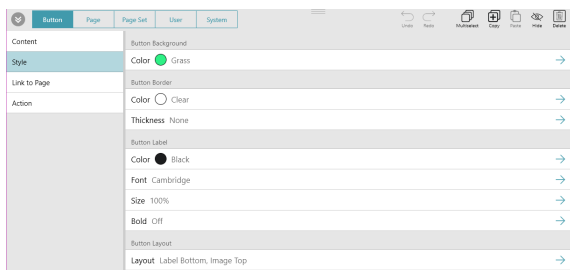 Button Page Page Set User System Undo Redo Multiselect Copy Paste Hide Delete
Content
Style
Link to Page
Action
Button Background
Color Grass
Button Border
Color Clear
Thickness None
Button Label
Color Black
Font Cambridge
Size 100%
Bold Off
Button Layout
Layout Label Bottom, Image Top